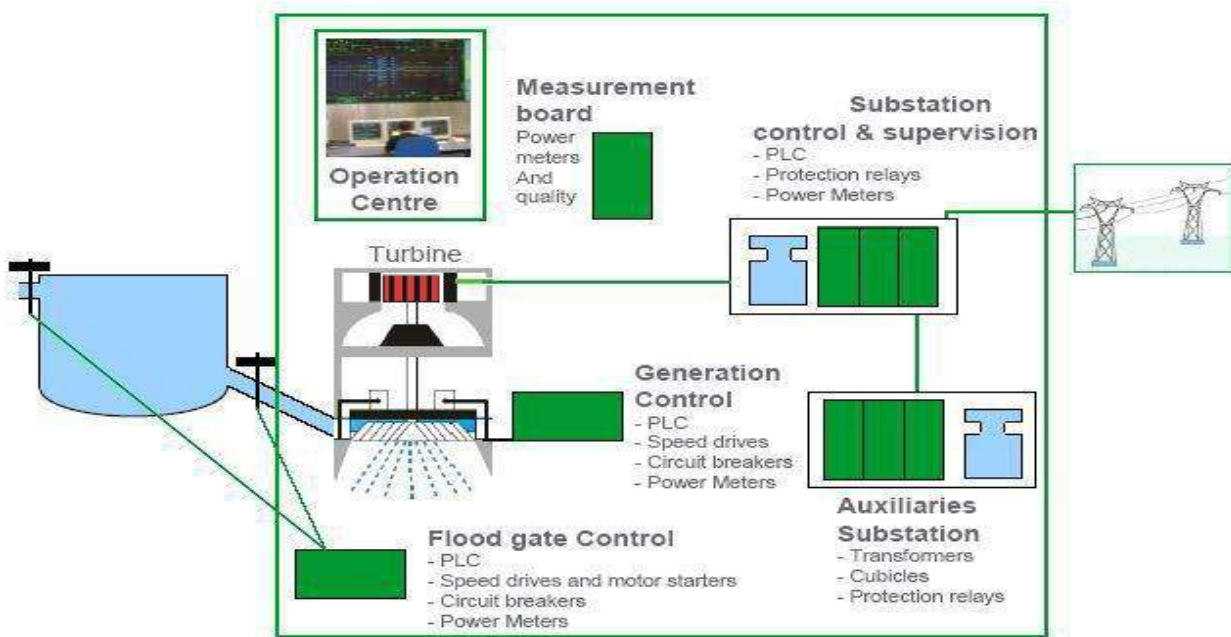 Operation
Centre
Measurement
board
Power
meters
And
quality
Substation
control & supervision
- PLC
- Protection relays
- Power Meters
Turbine
Generation
Control
- PLC
- Speed drives
- Circuit breakers
- Power Meters
Auxiliaries
Substation
- Transformers
- Cubicles
- Protection relays
Flood gate Control
- PLC
- Speed drives and motor starters
- Circuit breakers
- Power Meters